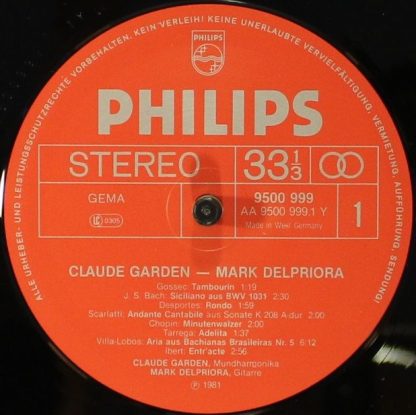 ALLE URHEBER- UND LEISTUNGSSCHUTZRECHTE VORBEHALTEN. KEIN VERLEIH! KEINE UNERLAUBTE VERVIELFÄLTIGUNG, VERMIETUNG, AUFFÜHRUNG, SENDUNG!
PHILIPS
PHILIPS
STEREO 33 1/3
GEMA 9500 999 1
LC 0305 AA 9500 999.1 Y
Made in West Germany
CLAUDE GARDEN — MARK DELPRIORA
Gossec: Tambourin 1:19
J. S. Bach: Siciliano aus BWV 1031 2:30
Desportes: Rondo 1:59
Scarlatti: Andante Cantabile aus Sonate K 208 A-dur 2:00
Chopin: Minutenwalzer 2:00
Tarrega: Adelita 1:37
Villa-Lobos: Aria aus Bachianas Brasileiras Nr. 5 6:12
Ibert: Entr'acte 2:56
CLAUDE GARDEN, Mundharmonika
MARK DELPRIORA, Gitarre
℗ 1981